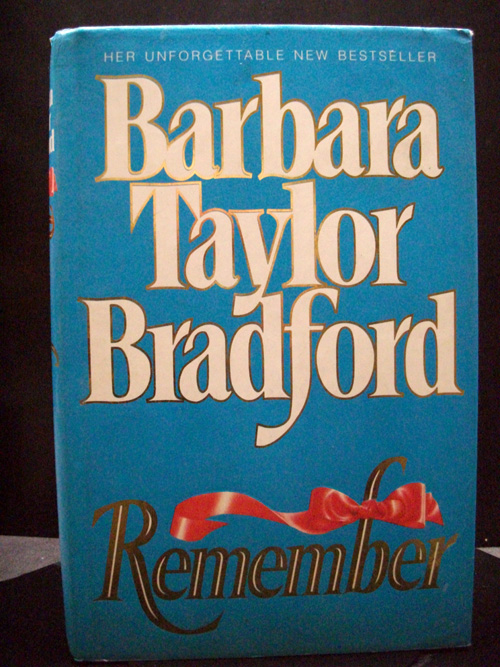 HER UNFORGETTABLE NEW BESTSELLER
Barbara
Taylor
Bradford
Remember